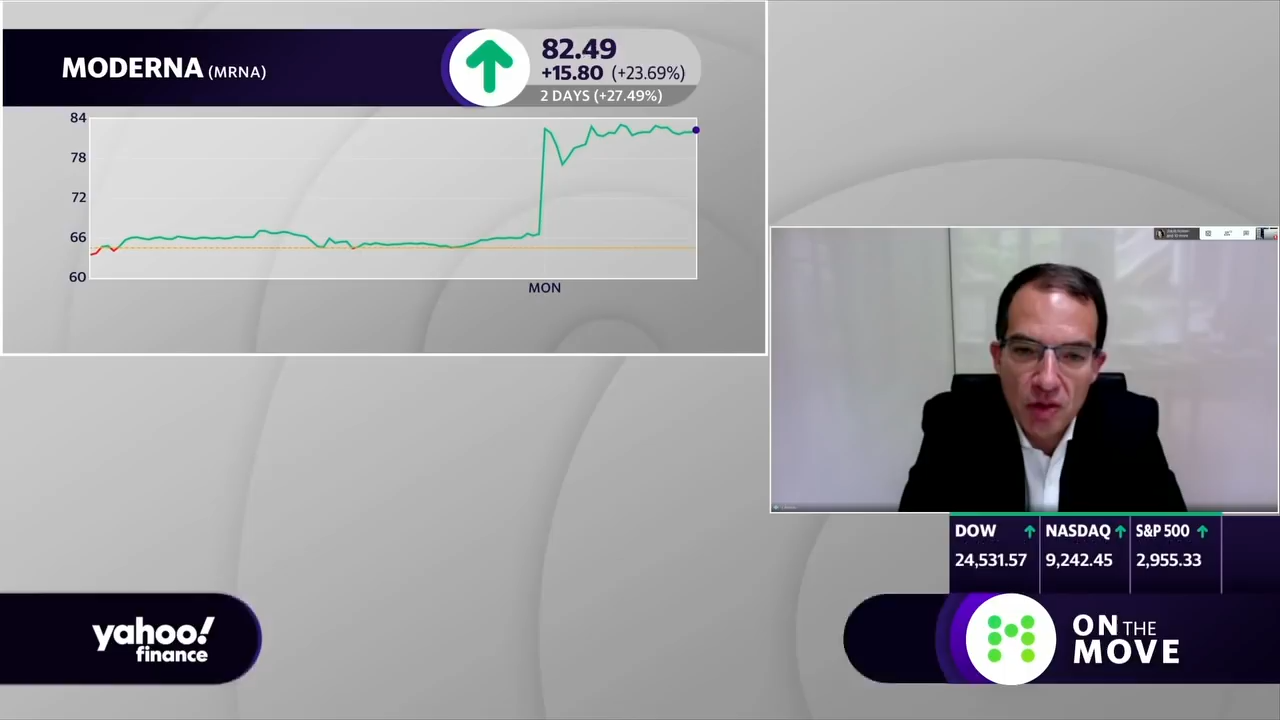 MODERNA (MRNA)
82.49
+15.80 (+23.69%)
2 DAYS (+27.49%)
84
78
72
66
60
MON
DOW
24,531.57
NASDAQ
9,242.45
S&P 500
2,955.33
yahoo!
finance
ON THE
MOVE